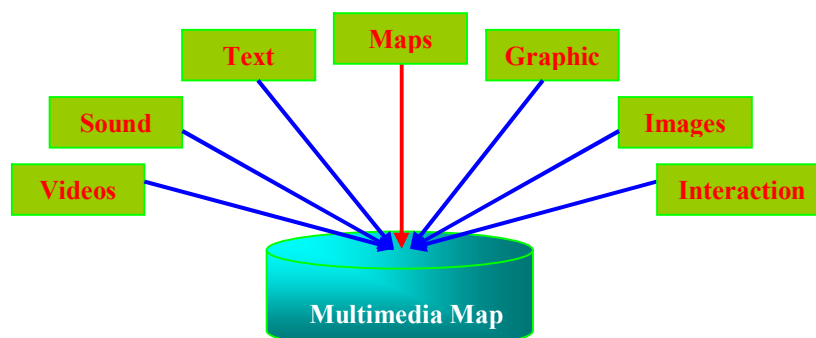 Maps
Text
Graphic
Sound
Images
Videos
Interaction
Multimedia Map